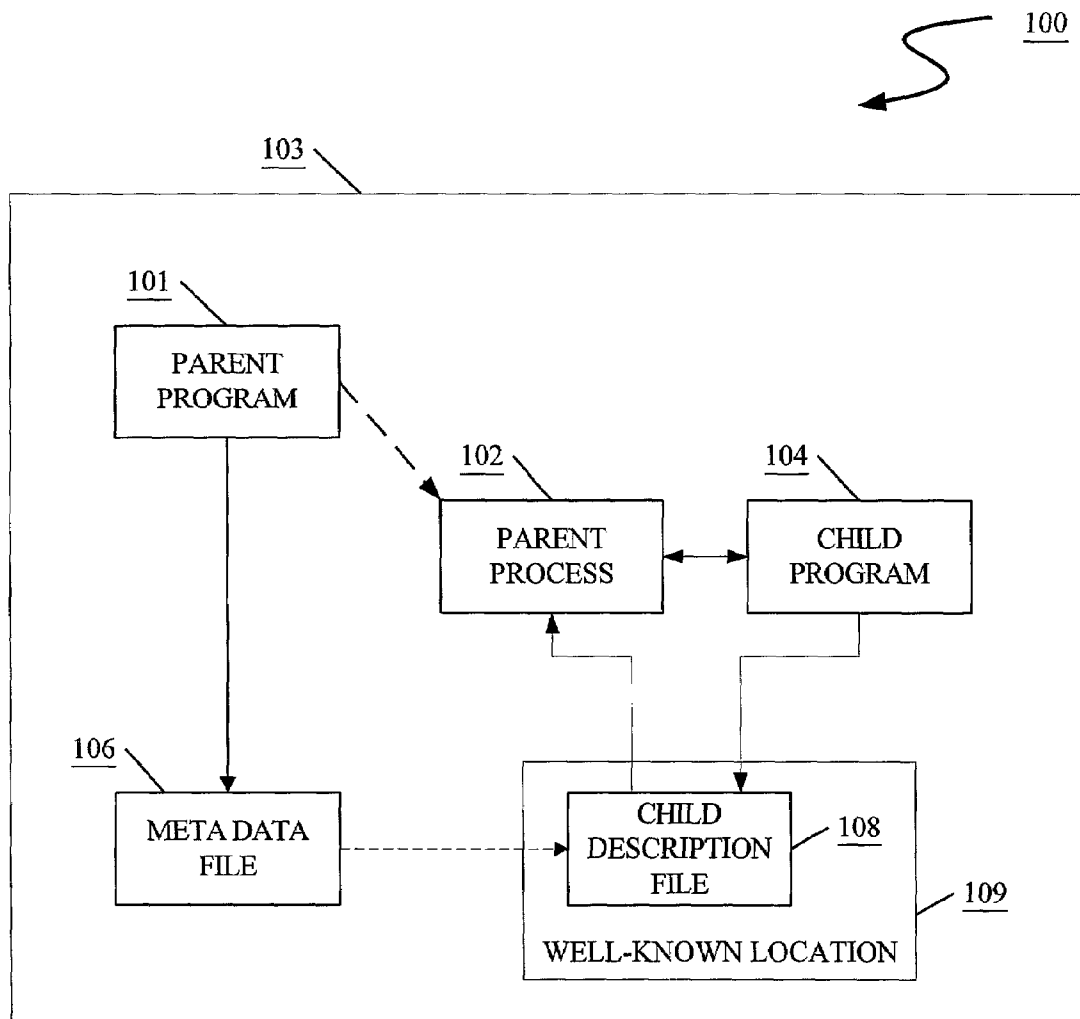 100
103
101
PARENT
PROGRAM
102
104
PARENT
PROCESS
CHILD
PROGRAM
106
META DATA
FILE
CHILD
DESCRIPTION
FILE
108
109
WELL-KNOWN LOCATION